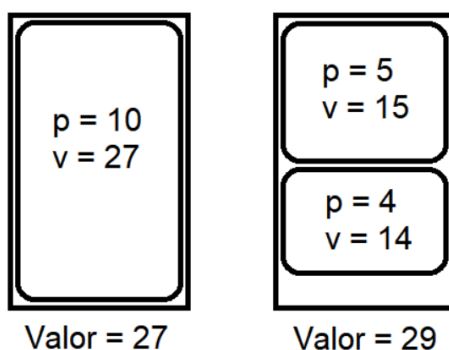 p = 10
v = 27
Valor = 27
p = 5
v = 15
p = 4
v = 14
Valor = 29